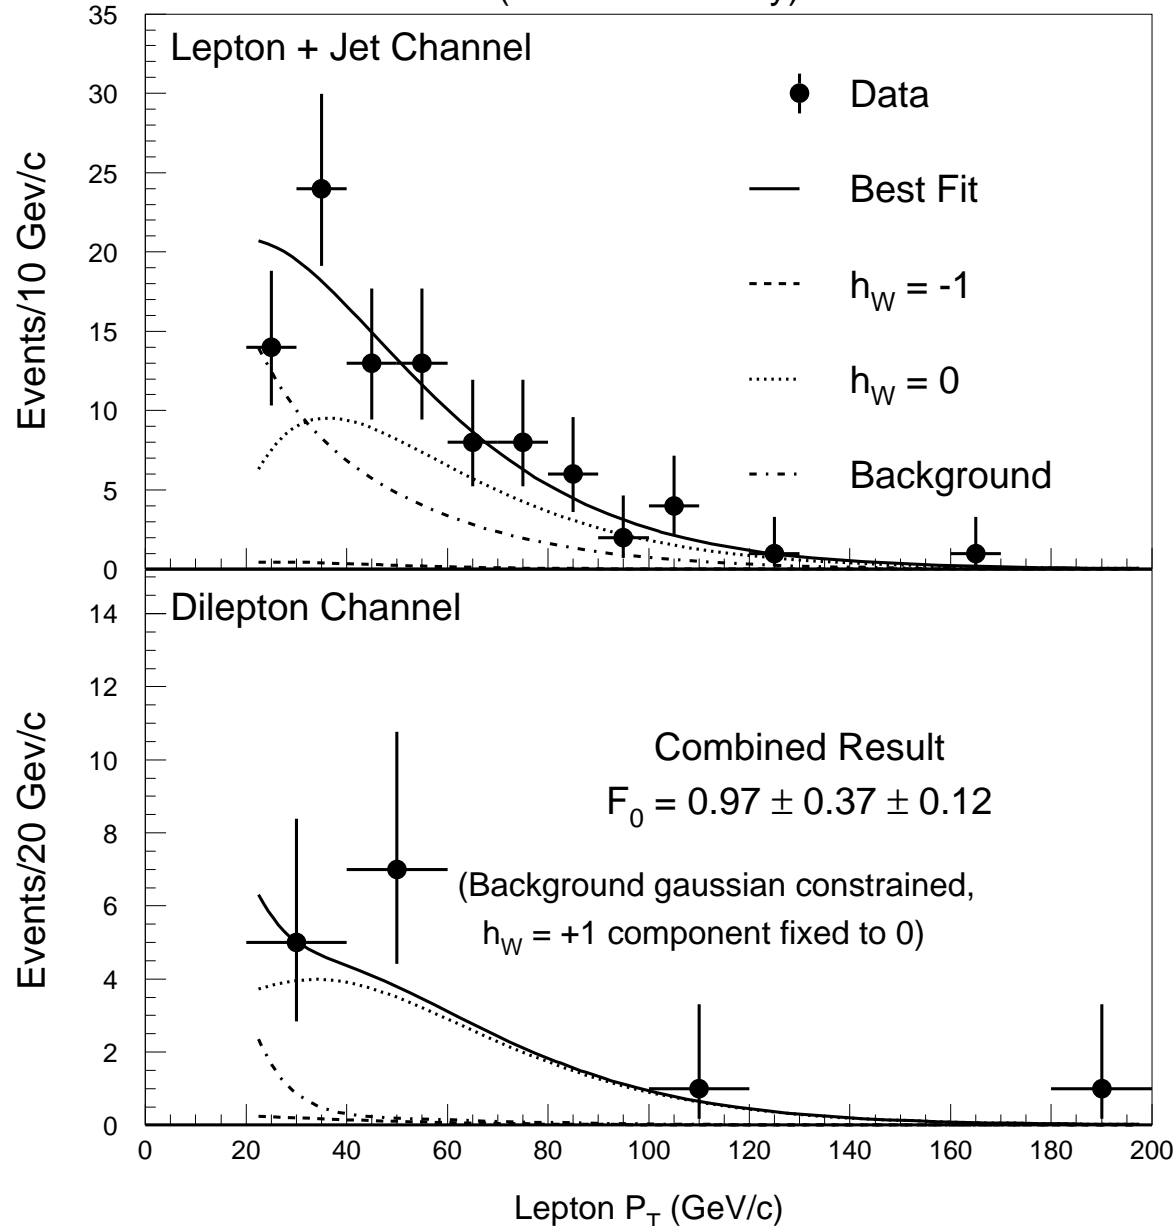 35
Lepton + Jet Channel
30
Data
25
Best Fit
20
h_W = -1
15
h_W = 0
10
Background
5
0
Events/10 Gev/c
Dilepton Channel
14
12
Combined Result
10
F_0 = 0.97 ± 0.37 ± 0.12
8
(Background gaussian constrained,
6
h_W = +1 component fixed to 0)
4
2
0
Events/20 Gev/c
0 20 40 60 80 100 120 140 160 180 200
Lepton P_T (GeV/c)